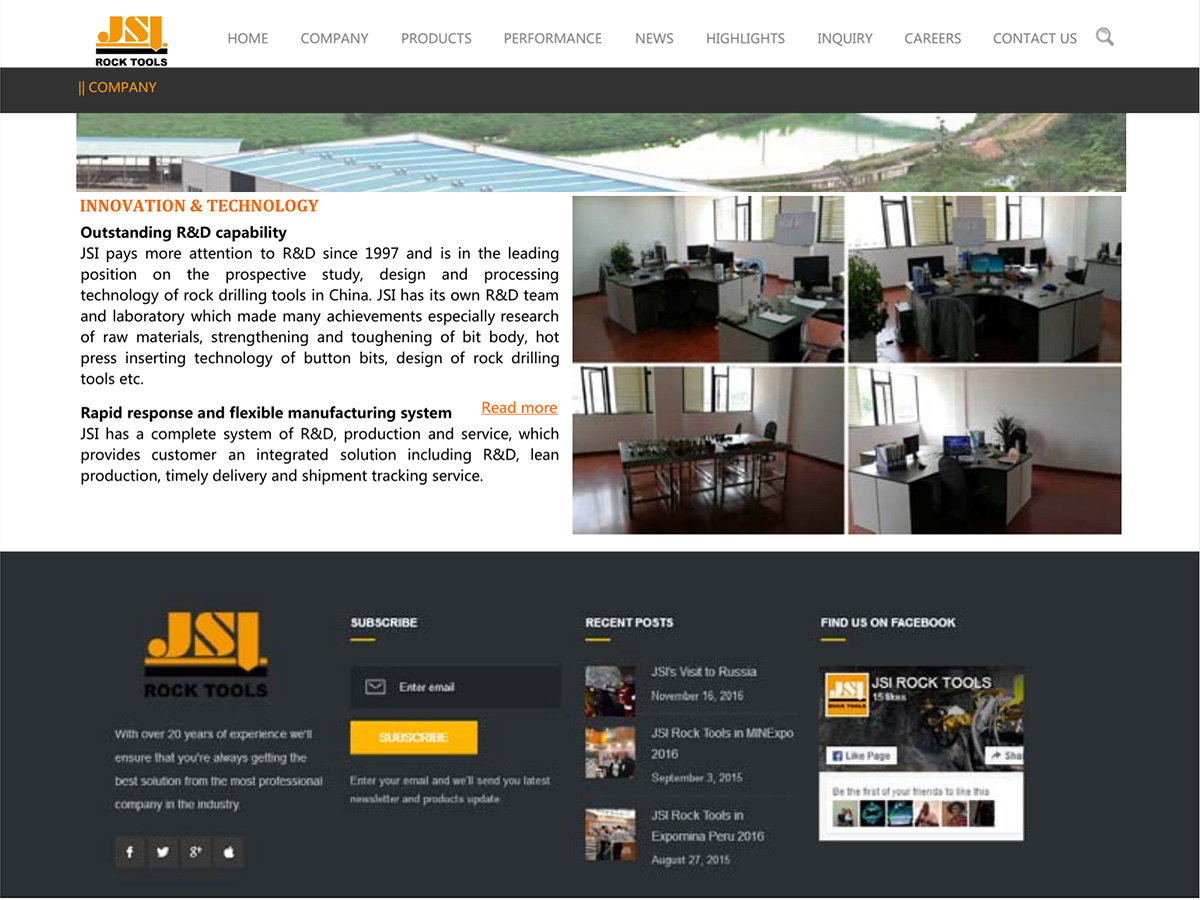 JSI
ROCK TOOLS
HOME COMPANY PRODUCTS PERFORMANCE NEWS HIGHLIGHTS INQUIRY CAREERS CONTACT US
|| COMPANY
INNOVATION & TECHNOLOGY
Outstanding R&D capability
JSI pays more attention to R&D since 1997 and is in the leading
position on the prospective study, design and processing
technology of rock drilling tools in China. JSI has its own R&D team
and laboratory which made many achievements especially research
of raw materials, strengthening and toughening of bit body, hot
press inserting technology of button bits, design of rock drilling
tools etc.
Read more
Rapid response and flexible manufacturing system
JSI has a complete system of R&D, production and service, which
provides customer an integrated solution including R&D, lean
production, timely delivery and shipment tracking service.
JSI
ROCK TOOLS
With over 20 years of experience we'll
ensure that you're always getting the
best solution from the most professional
company in the industry
SUBSCRIBE
Enter email
SUBSCRIBE
Enter your email and we'll send you latest
newsletter and products update
RECENT POSTS
JSI's Visit to Russia
November 16, 2016
JSI Rock Tools in MINExpo
2016
September 3, 2015
JSI Rock Tools in
Expomina Peru 2016
August 27, 2015
FIND US ON FACEBOOK
JSI
ROCK TOOLS
JSI ROCK TOOLS
15 likes
Like Page
Sha
Be the first of your friends to like this